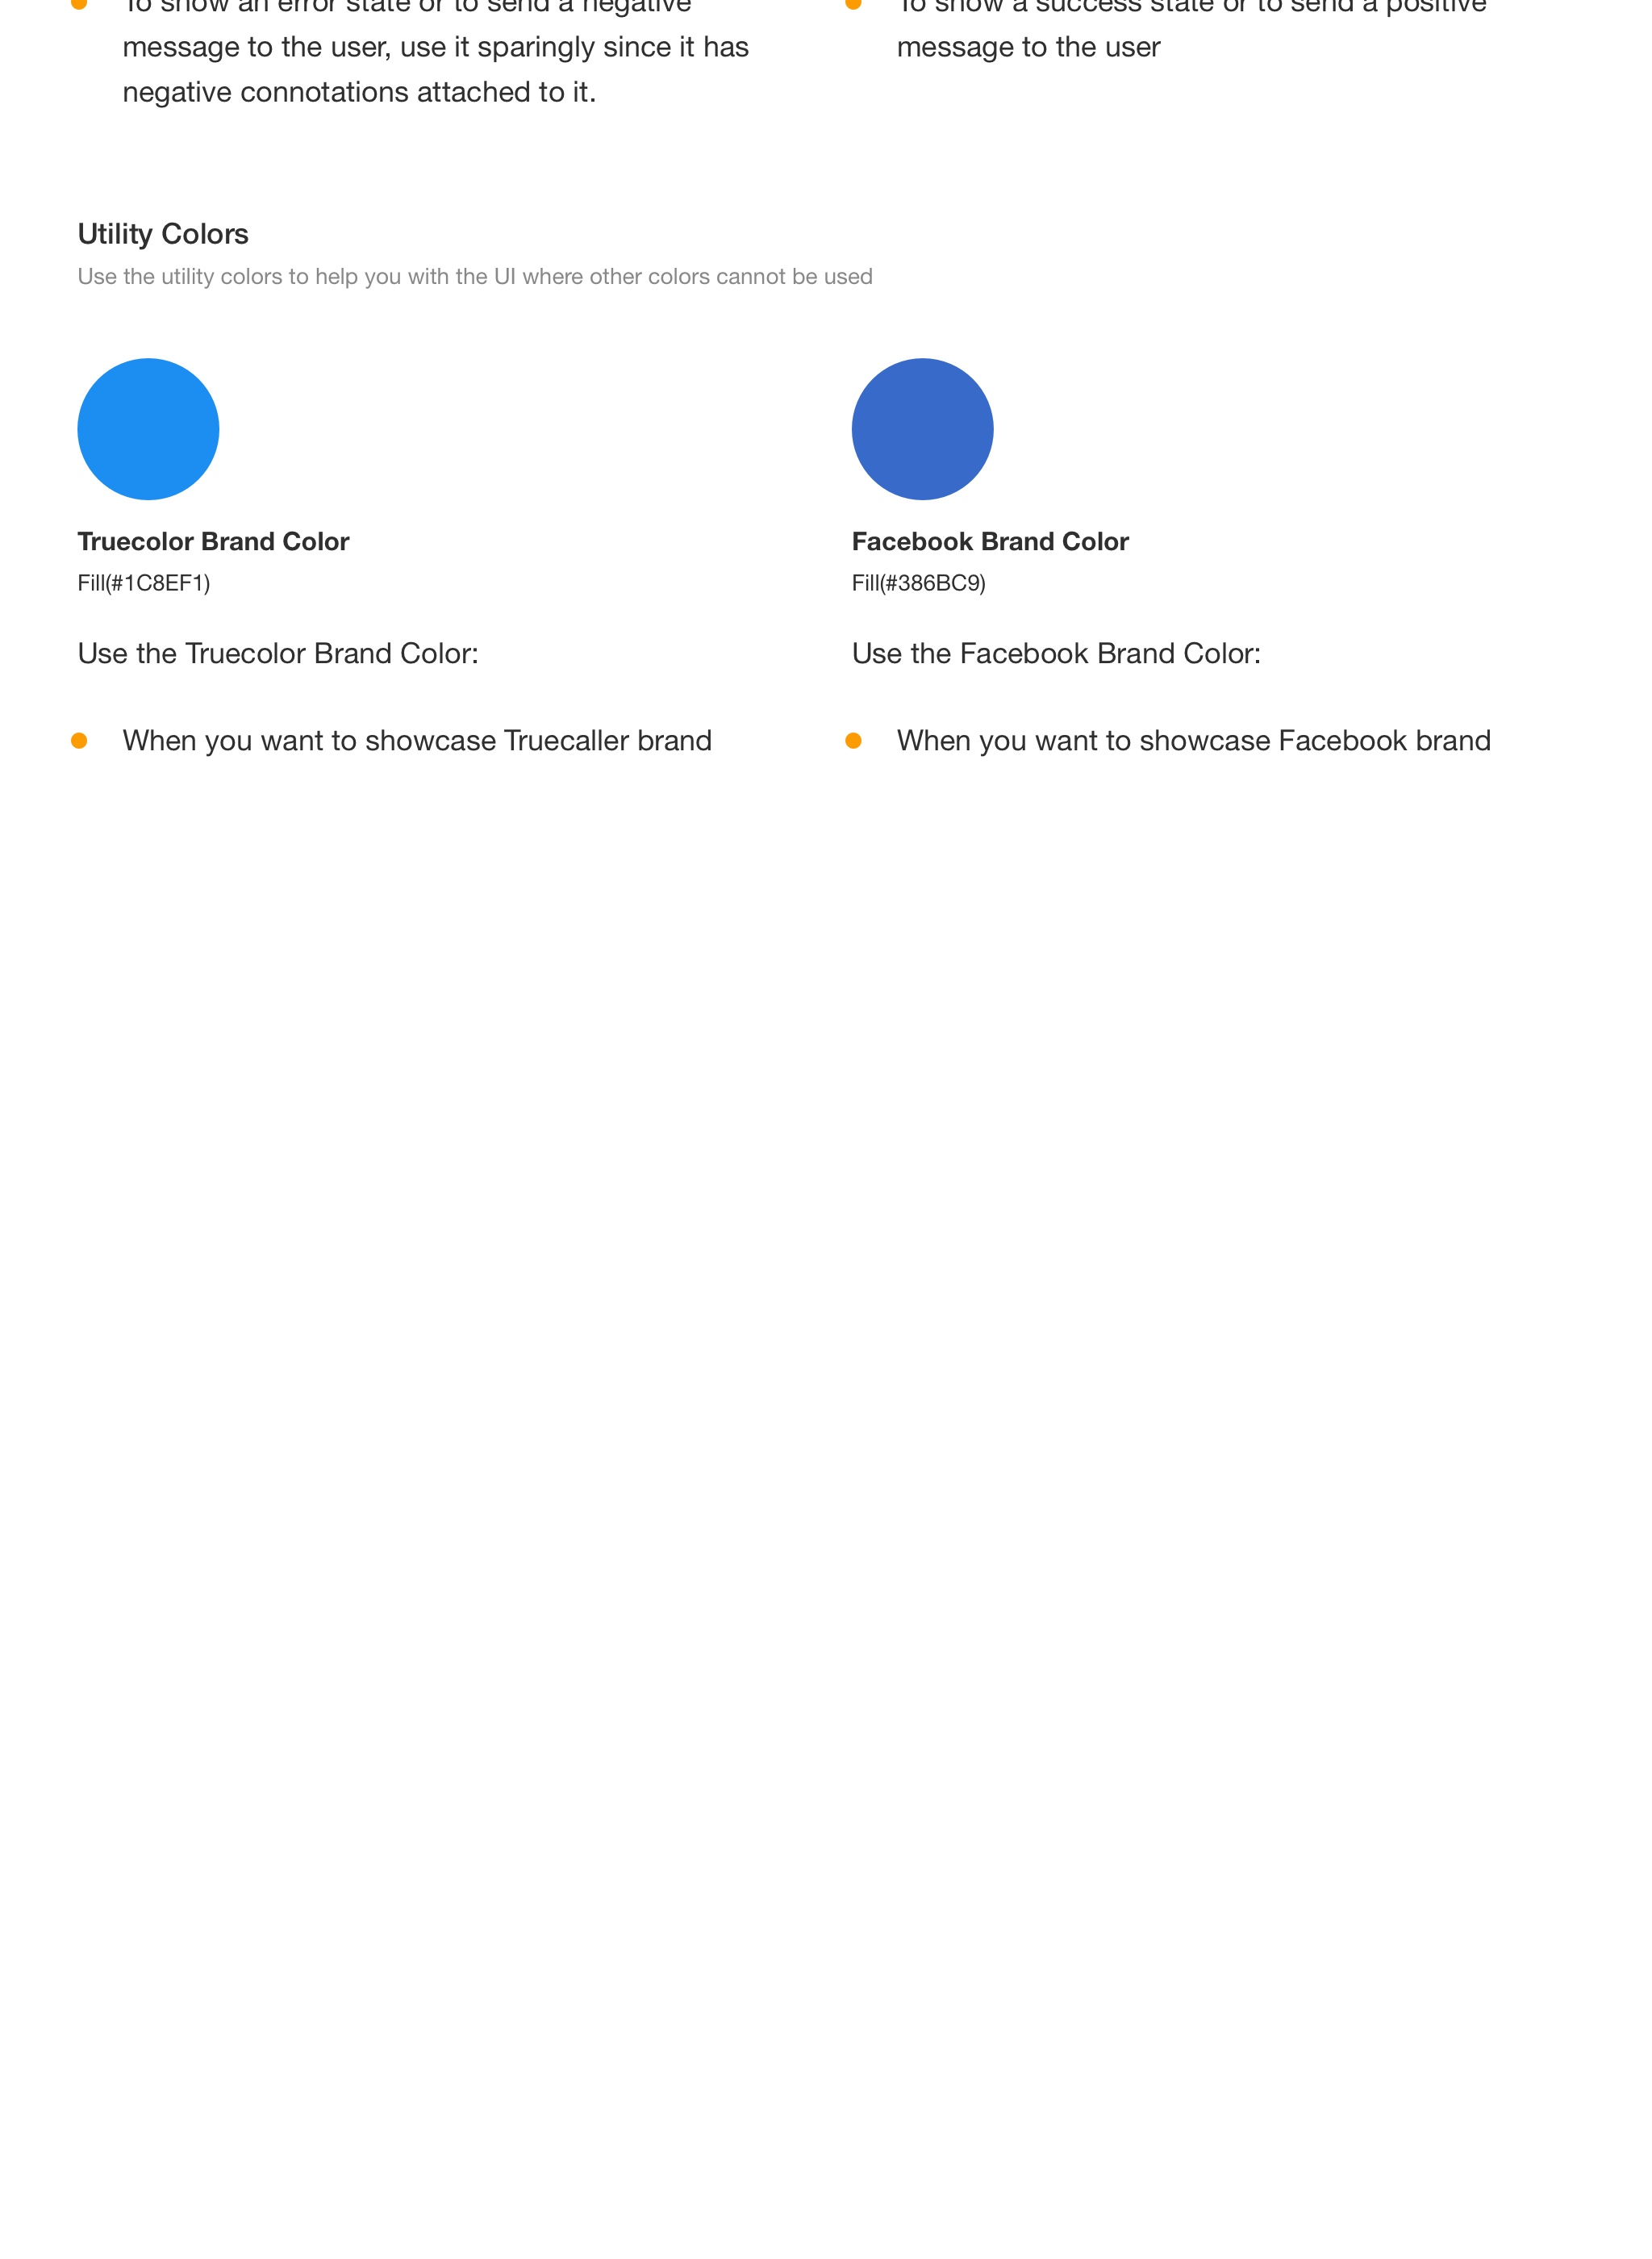 To show an error state or to send a negative
message to the user, use it sparingly since it has
negative connotations attached to it.
To show a success state or to send a positive
message to the user
Utility Colors
Use the utility colors to help you with the UI where other colors cannot be used
Truecolor Brand Color
Fill(#1C8EF1)
Use the Truecolor Brand Color:
When you want to showcase Truecaller brand
Facebook Brand Color
Fill(#386BC9)
Use the Facebook Brand Color:
When you want to showcase Facebook brand